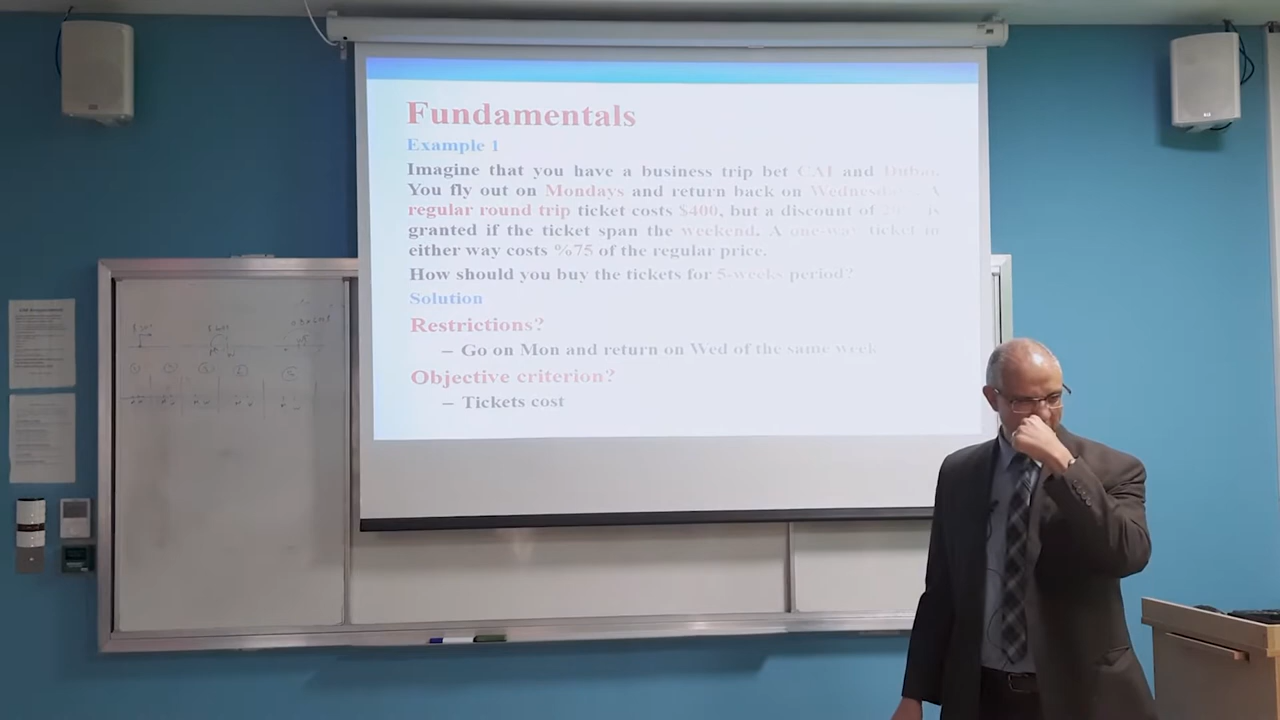 Fundamentals
Example 1
Imagine that you have a business trip bet CAI and Dubai.
You fly out on Mondays and return back on Wednesdays. A
regular round trip ticket costs $400, but a discount of is
granted if the ticket span the weekend. A one-way ticket in
either way costs %75 of the regular price.
How should you buy the tickets for 5-weeks period?
Solution
Restrictions?
– Go on Mon and return on Wed of the same week
Objective criterion?
– Tickets cost